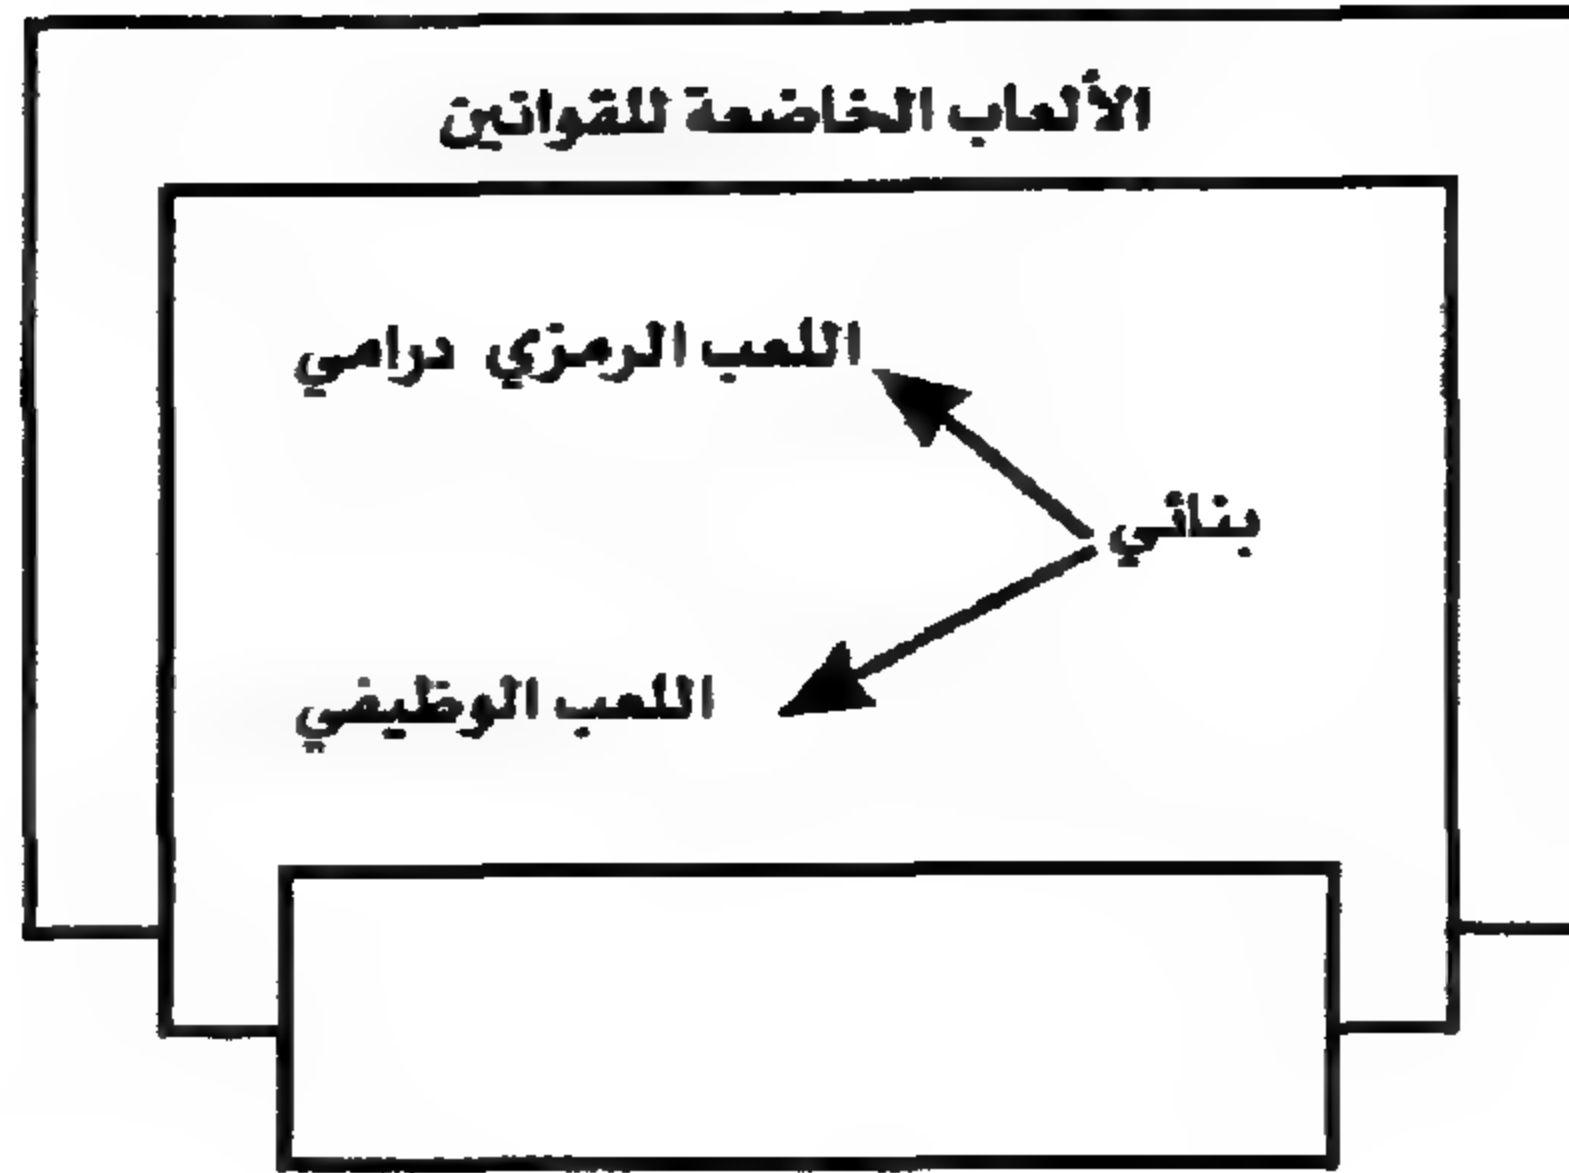 الألعاب الخاضعة للقوانين
اللعب الرمزي درامي
بنائي
اللعب الوظيفي